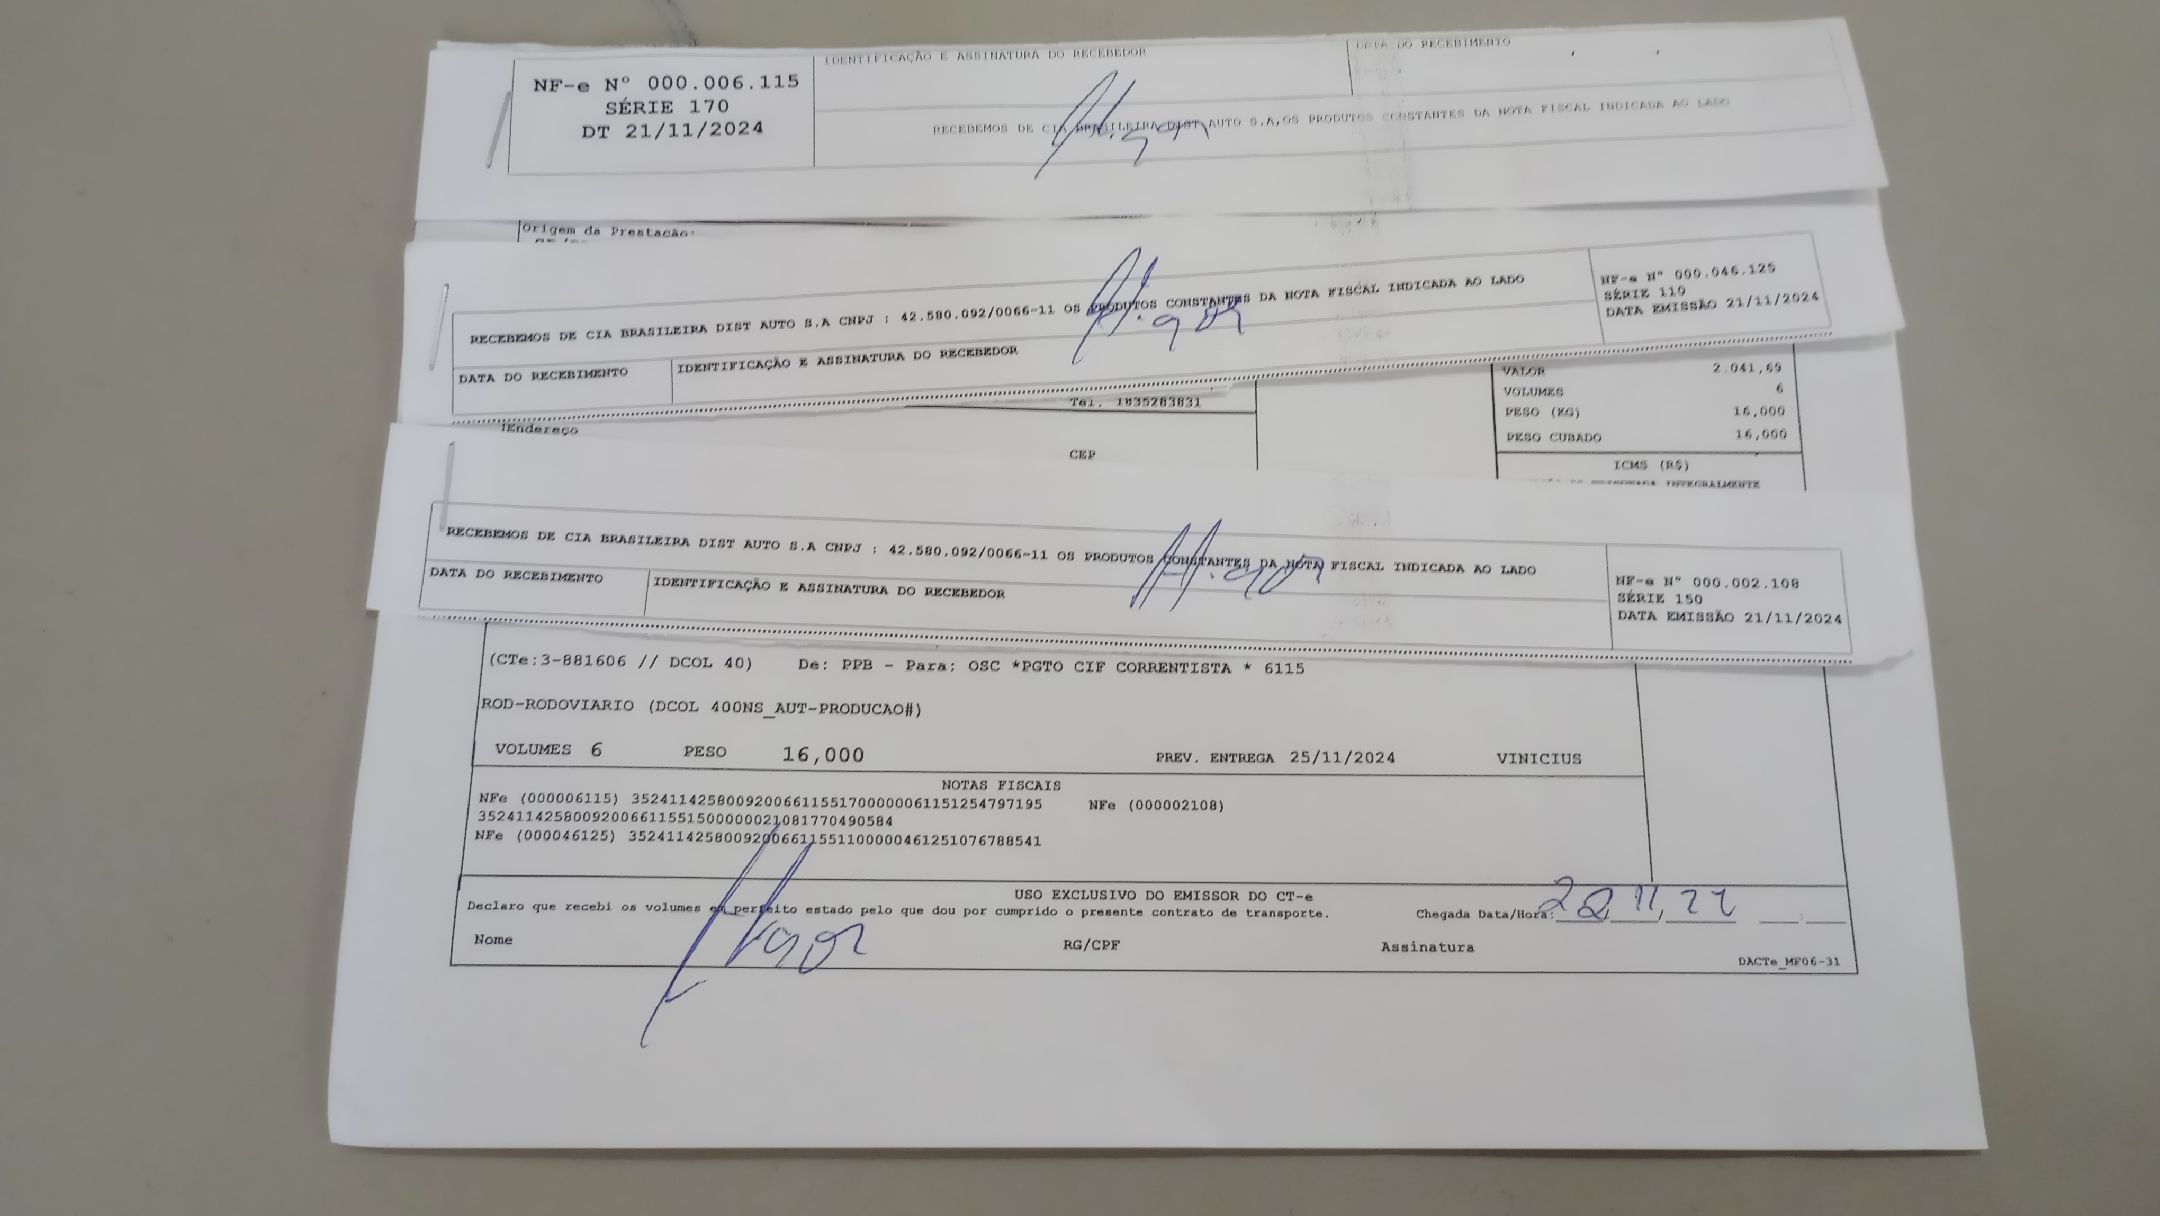 IDENTIFICAÇÃO E ASSINATURA DO RECEBEDOR
DATA DO RECEBIMENTO
NF-e Nº 000.006.115
SÉRIE 170
DT 21/11/2024
RECEBEMOS DE CIA BRASILEIRA DIST AUTO S.A,OS PRODUTOS CONSTANTES DA NOTA FISCAL INDICADA AO LADO
Origem da Prestação:
RECEBEMOS DE CIA BRASILEIRA DIST AUTO S.A CNPJ : 42.580.092/0066-11 OS PRODUTOS CONSTANTES DA NOTA FISCAL INDICADA AO LADO
NF-e Nº 000.046.125
SÉRIE 110
DATA EMISSÃO 21/11/2024
DATA DO RECEBIMENTO
IDENTIFICAÇÃO E ASSINATURA DO RECEBEDOR
VALOR 2.041,69
VOLUMES 6
PESO (KG) 16,000
PESO CUBADO 16,000
ICMS (R$)
INTEGRALMENTE
Tel. 1835283831
Endereço
CEP
RECEBEMOS DE CIA BRASILEIRA DIST AUTO S.A CNPJ : 42.580.092/0066-11 OS PRODUTOS CONSTANTES DA NOTA FISCAL INDICADA AO LADO
NF-e Nº 000.002.108
SÉRIE 150
DATA EMISSÃO 21/11/2024
DATA DO RECEBIMENTO
IDENTIFICAÇÃO E ASSINATURA DO RECEBEDOR
(CTe:3-881606 // DCOL 40) De: PPB - Para: OSC *PGTO CIF CORRENTISTA * 6115
ROD-RODOVIARIO (DCOL 400NS_AUT-PRODUCAO#)
VOLUMES 6 PESO 16,000 PREV. ENTREGA 25/11/2024 VINICIUS
NOTAS FISCAIS
NFe (000006115) 35241142580092006611551700000061151254797195 NFe (000002108)
35241142580092006611551500000021081770490584
NFe (000046125) 35241142580092006611551100000461251076788541
USO EXCLUSIVO DO EMISSOR DO CT-e
Declaro que recebi os volumes em perfeito estado pelo que dou por cumprido o presente contrato de transporte.
Chegada Data/Hora:
Nome
RG/CPF
Assinatura
DACTe_MF06-31